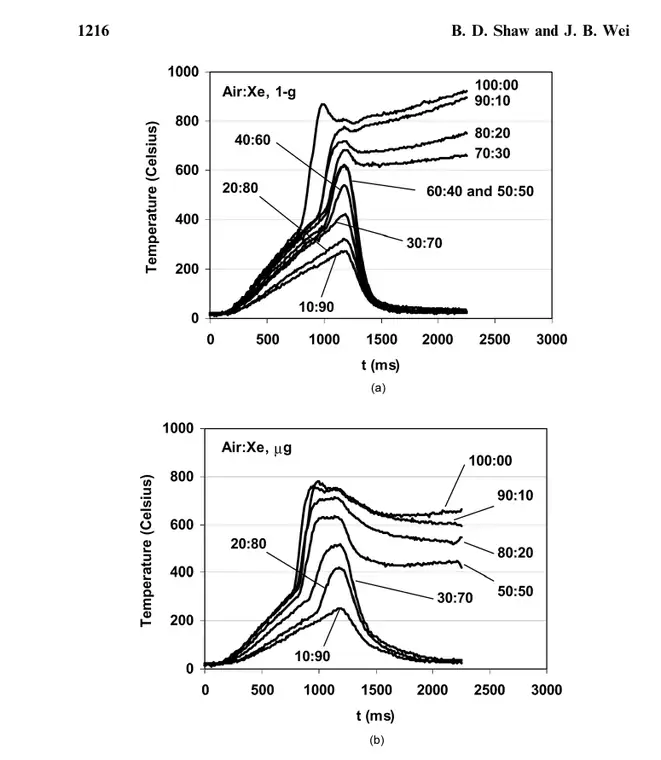 1216 B. D. Shaw and J. B. Wei
1000
Air:Xe, 1-g
100:00
90:10
800
40:60
80:20
70:30
600
20:80
60:40 and 50:50
400
30:70
200
10:90
0
0 500 1000 1500 2000 2500 3000
Temperature (Celsius)
t (ms)
(a)
1000
Air:Xe, μg
100:00
800
90:10
600
20:80
80:20
400
50:50
30:70
200
10:90
0
0 500 1000 1500 2000 2500 3000
Temperature (Celsius)
t (ms)
(b)